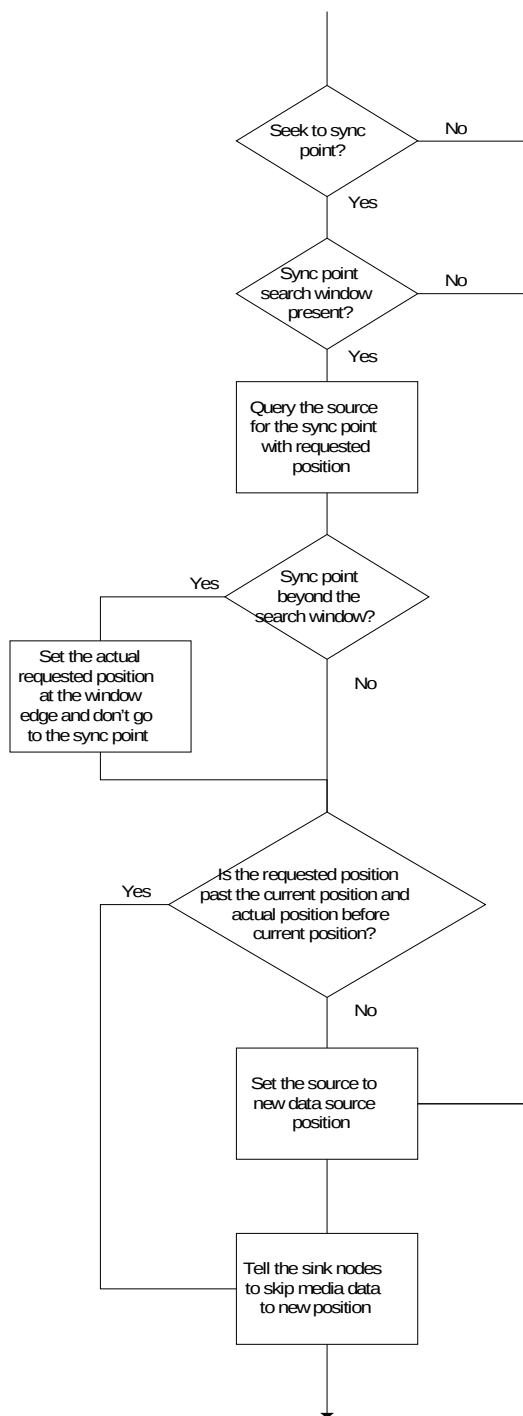 Seek to sync
point?
No
Yes
Sync point
search window
present?
No
Yes
Query the source
for the sync point
with requested
position
Yes
Sync point
beyond the
search window?
Set the actual
requested position
at the window
edge and don't go
to the sync point
No
Is the requested position
past the current position and
actual position before
current position?
Yes
No
Set the source to
new data source
position
Tell the sink nodes
to skip media data
to new position